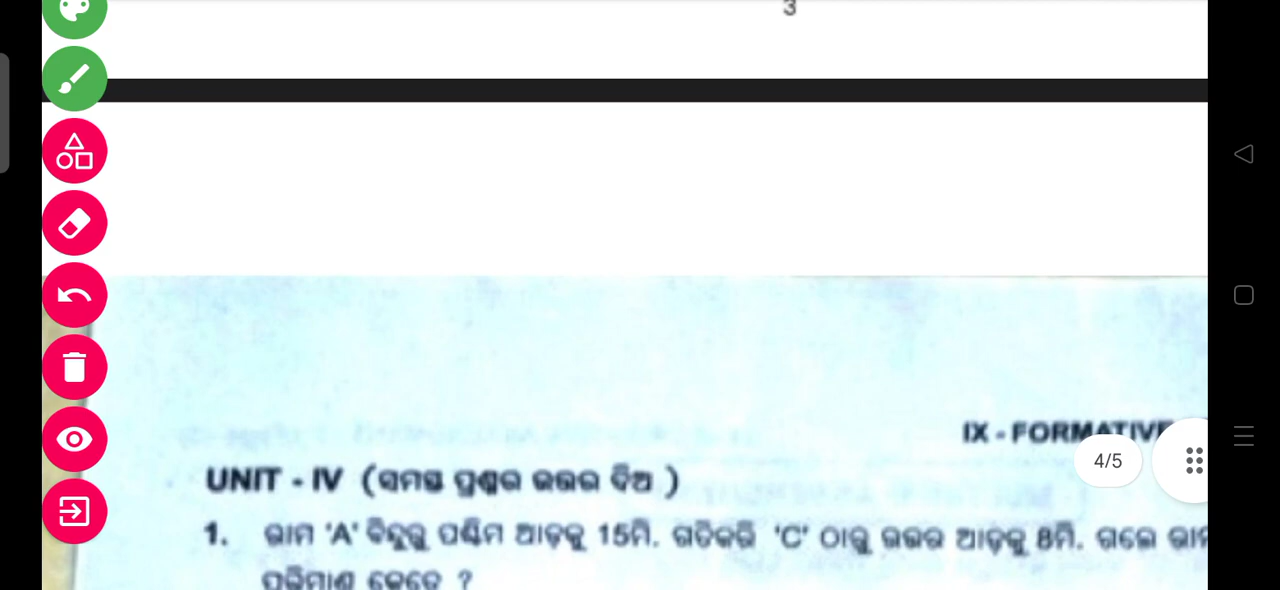 3
IX - FORMATIVE
4/5
UNIT - IV (ସମସ୍ତ ପ୍ରଶ୍ନର ଉତ୍ତର ଦିଅ )
1. ରାମ 'A' ବିନ୍ଦୁରୁ ପଶ୍ଚିମ ଆଡ଼କୁ 15ମି. ଗତିକରି 'C' ଠାରୁ ଉତ୍ତର ଆଡ଼କୁ 8ମି. ଗଲେ
ପରିମାଣ କେତେ ?